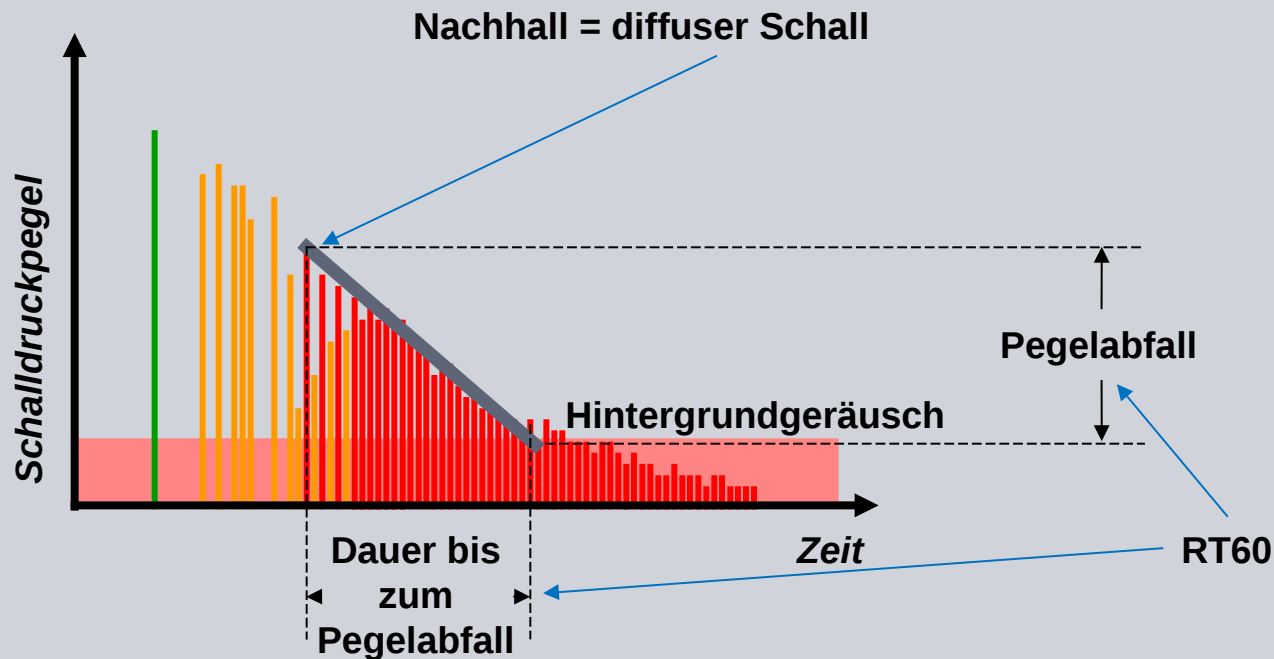 Nachhall = diffuser Schall
Schalldruckpegel
Pegelabfall
Hintergrundgeräusch
Dauer bis
zum
Pegelabfall
Zeit
RT60